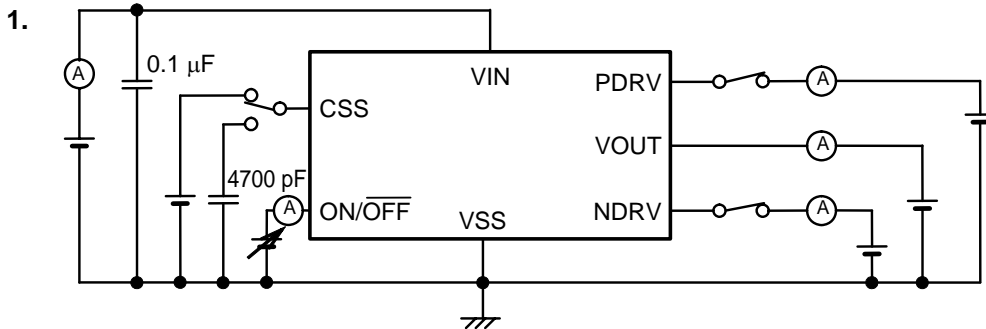 1.
A
0.1 μF
VIN
PDRV
A
CSS
VOUT
A
4700 pF
A
ON/OFF
VSS
NDRV
A